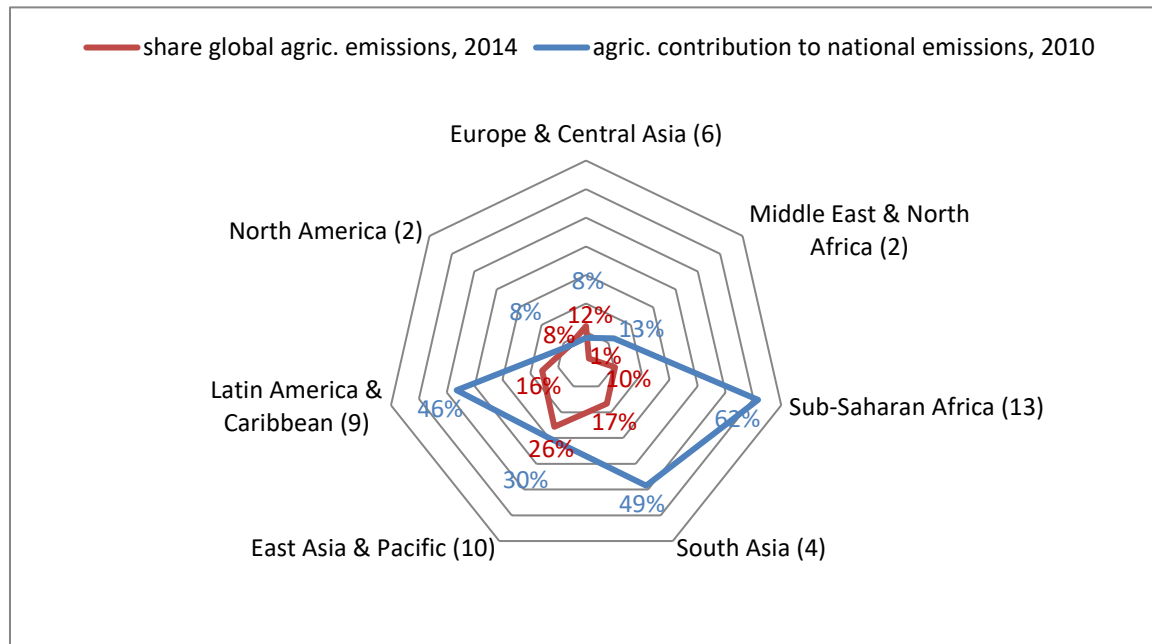 share global agric. emissions, 2014 agric. contribution to national emissions, 2010
Europe & Central Asia (6)
Middle East & North
Africa (2)
North America (2)
8%
8%
12%
13%
8%
1%
10%
16%
Latin America &
Caribbean (9)
46%
Sub-Saharan Africa (13)
62%
17%
26%
30%
49%
East Asia & Pacific (10)
South Asia (4)